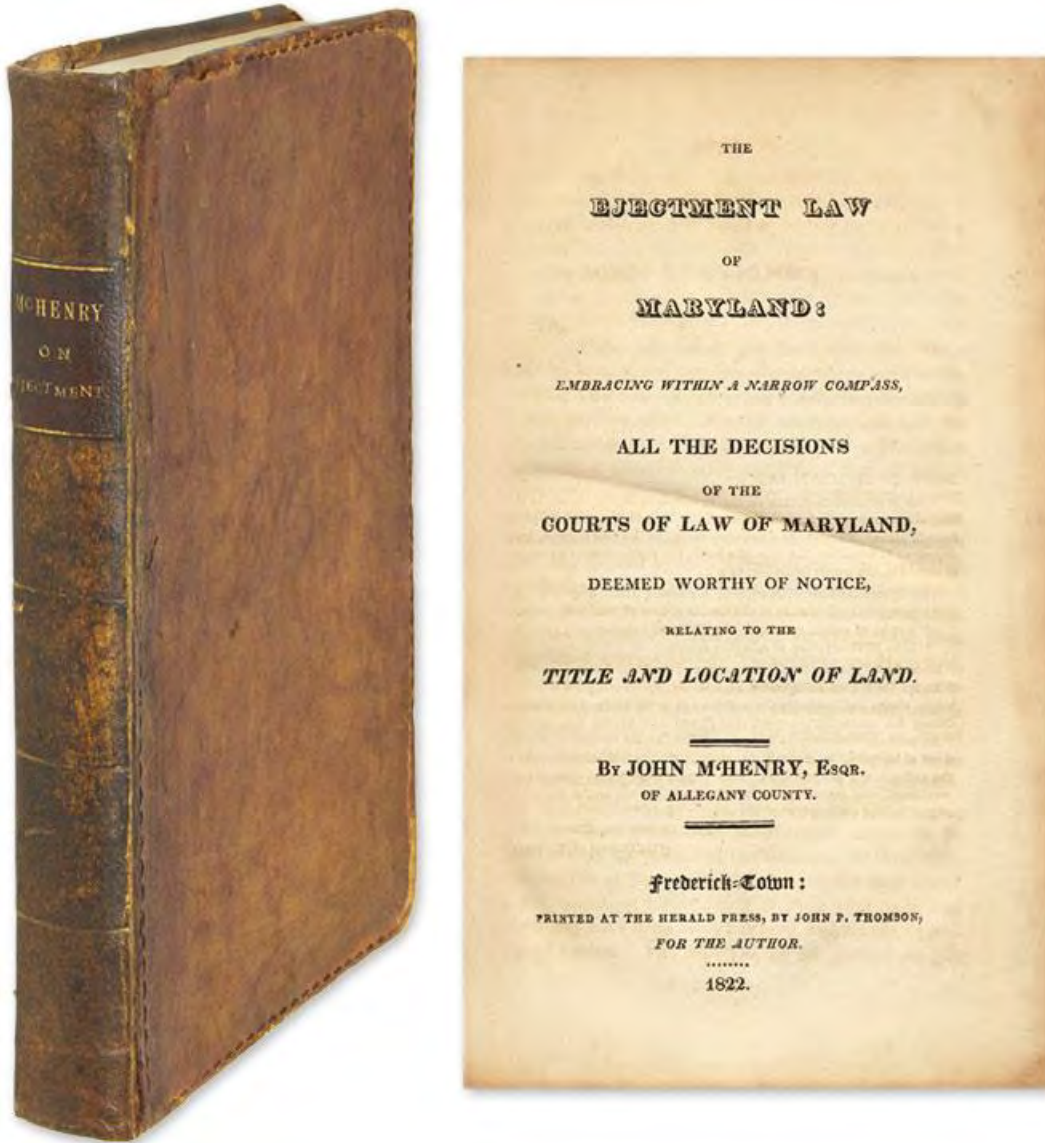 McHENRY
ON
EJECTMENT
THE
EJECTMENT LAW
OF
MARYLAND:
EMBRACING WITHIN A NARROW COMPASS,
ALL THE DECISIONS
OF THE
COURTS OF LAW OF MARYLAND,
DEEMED WORTHY OF NOTICE,
RELATING TO THE
TITLE AND LOCATION OF LAND.
By JOHN M‘HENRY, Esqr.
OF ALLEGANY COUNTY.
Frederick-Town:
PRINTED AT THE HERALD PRESS, BY JOHN P. THOMSON,
FOR THE AUTHOR.
........
1822.